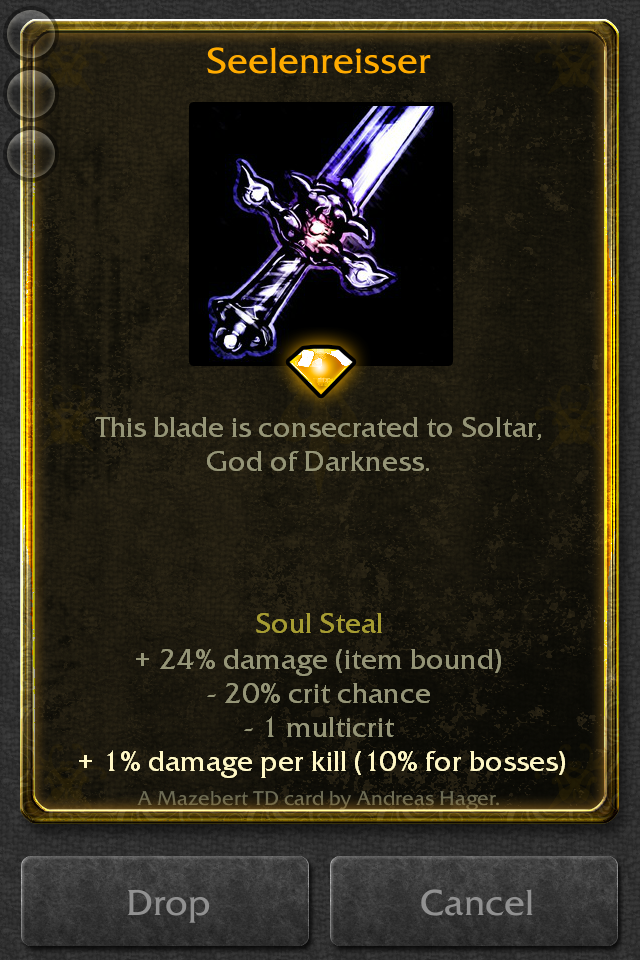 Seelenreisser
This blade is consecrated to Soltar,
God of Darkness.
Soul Steal
+ 24% damage (item bound)
- 20% crit chance
- 1 multicrit
+ 1% damage per kill (10% for bosses)
A Mazebert TD card by Andreas Hager.
Drop
Cancel